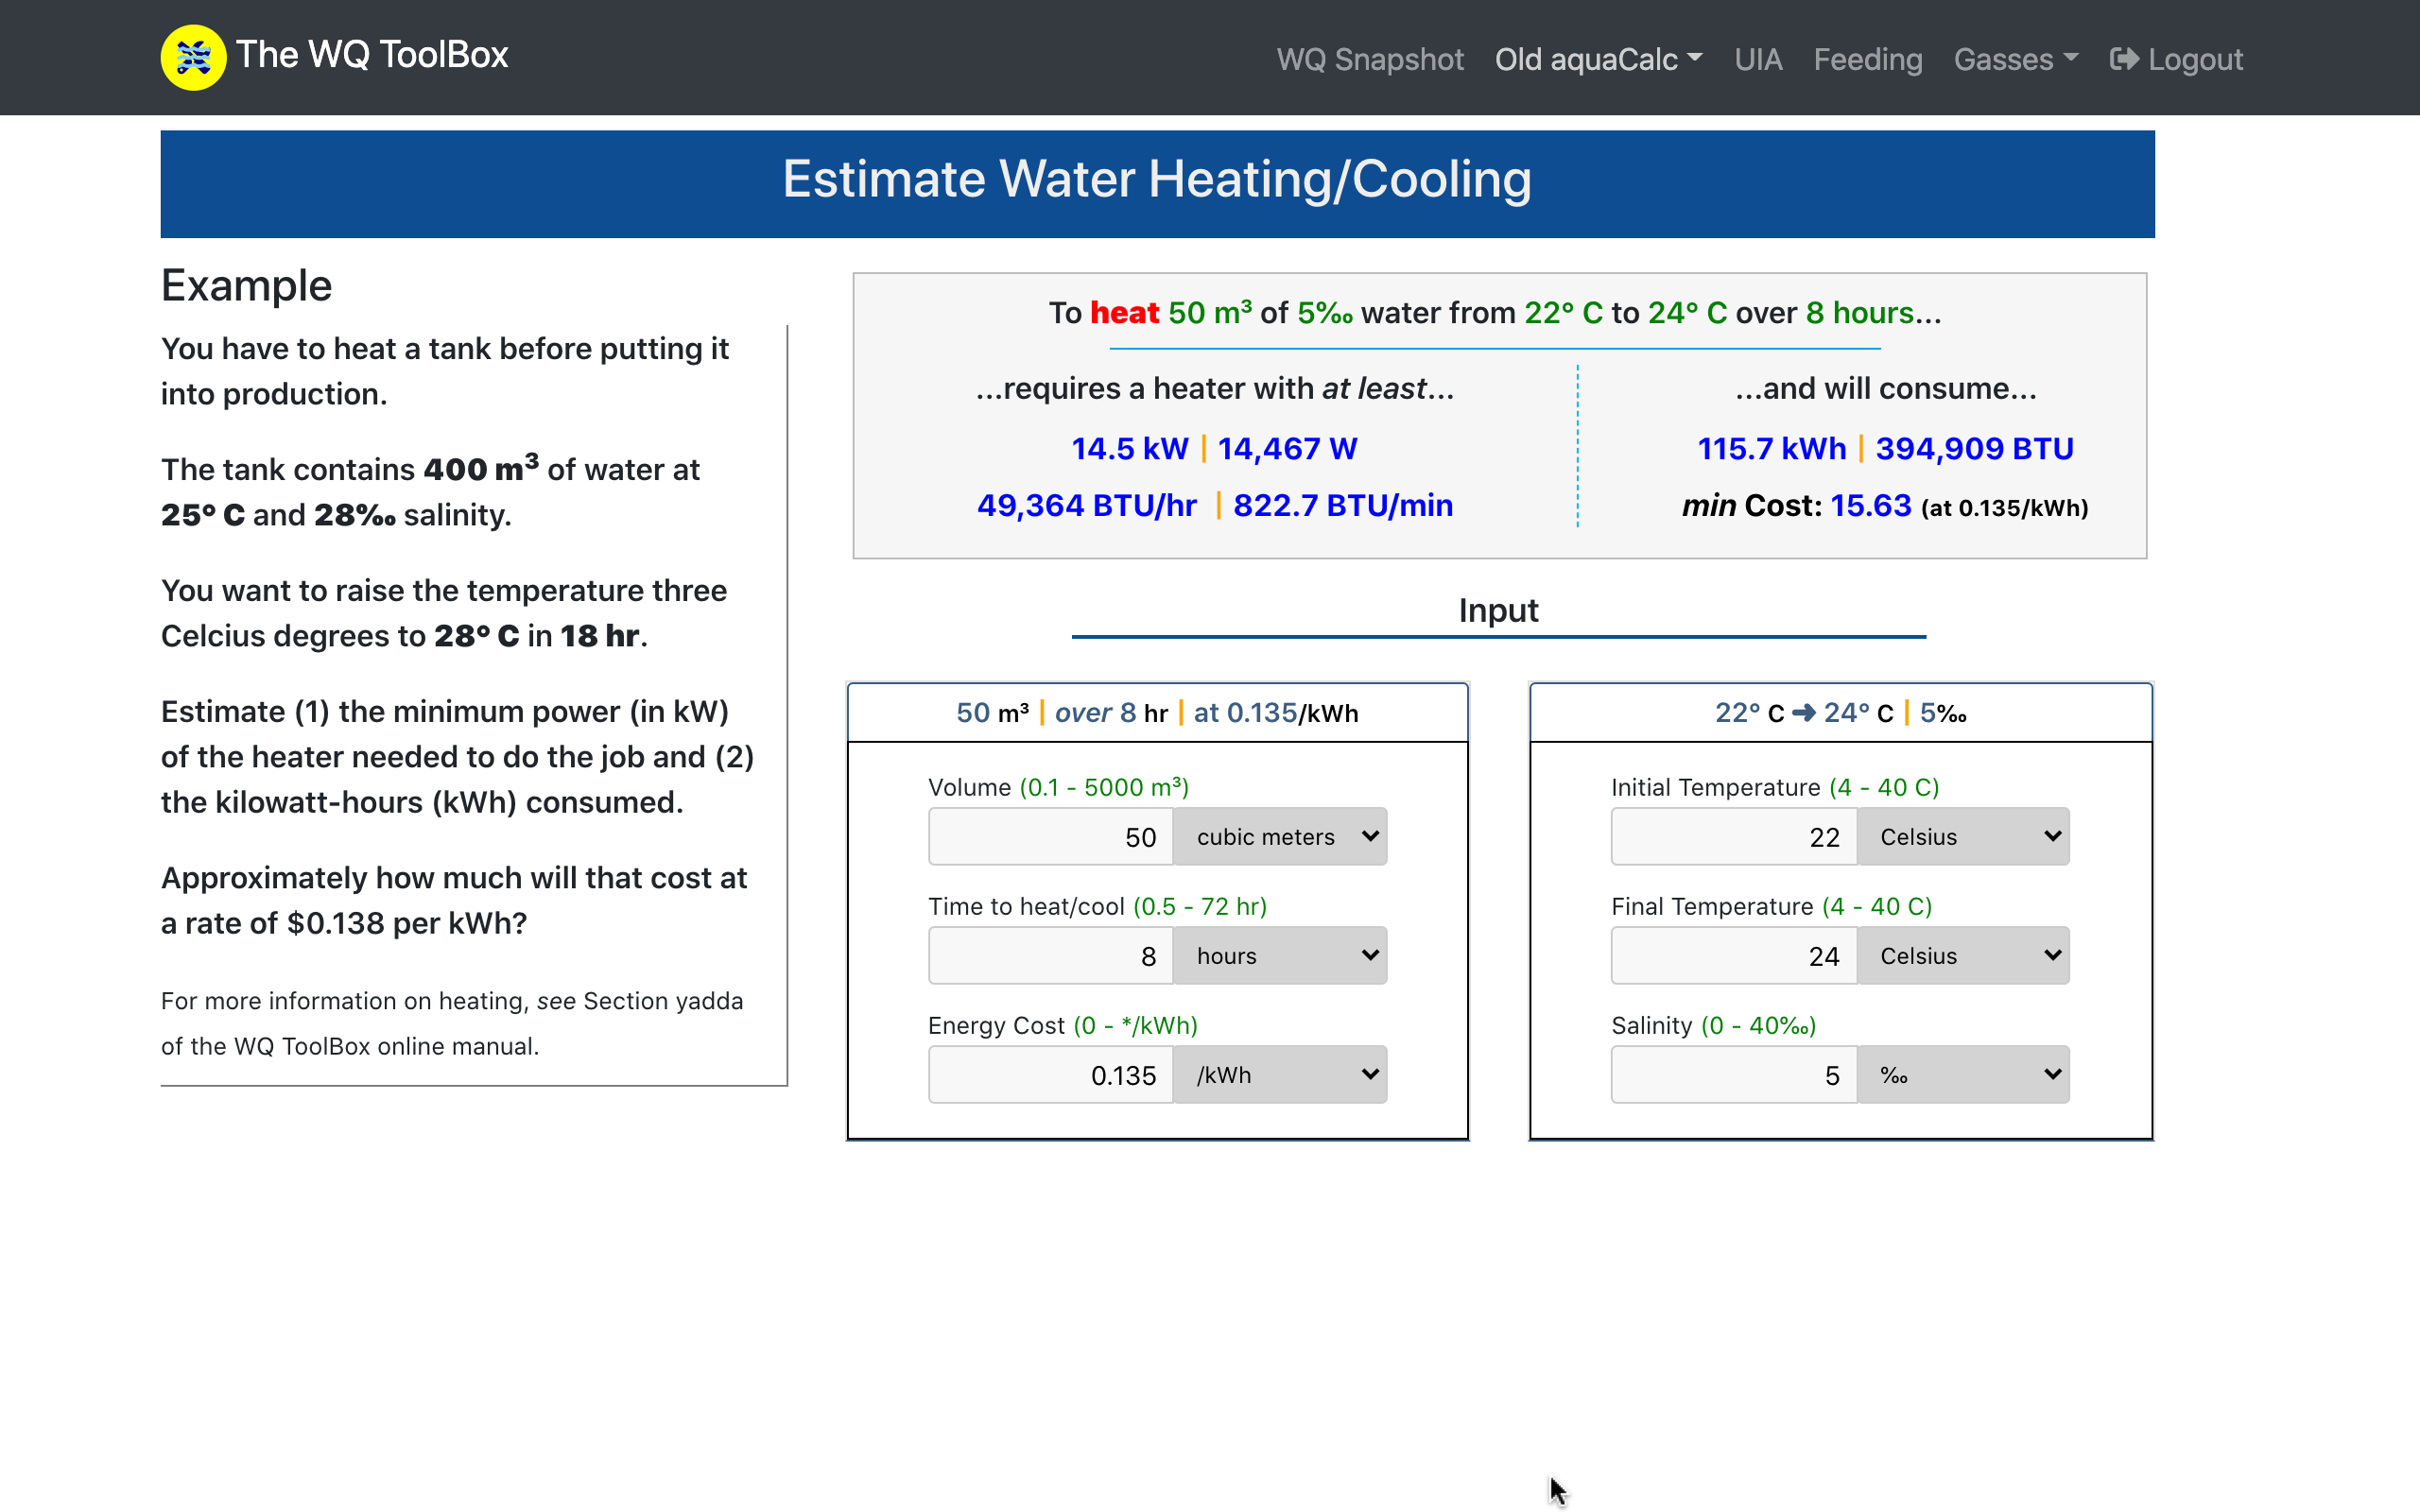 The WQ ToolBox
WQ Snapshot Old aquaCalc UIA Feeding Gasses Logout
Estimate Water Heating/Cooling
Example
You have to heat a tank before putting it
into production.
The tank contains 400 m³ of water at
25° C and 28‰ salinity.
You want to raise the temperature three
Celcius degrees to 28° C in 18 hr.
Estimate (1) the minimum power (in kW)
of the heater needed to do the job and (2)
the kilowatt-hours (kWh) consumed.
Approximately how much will that cost at
a rate of $0.138 per kWh?
For more information on heating, see Section yadda
of the WQ ToolBox online manual.
To heat 50 m³ of 5‰ water from 22° C to 24° C over 8 hours...
...requires a heater with at least...
14.5 kW | 14,467 W
49,364 BTU/hr | 822.7 BTU/min
...and will consume...
115.7 kWh | 394,909 BTU
min Cost: 15.63 (at 0.135/kWh)
Input
50 m³ | over 8 hr | at 0.135/kWh
Volume (0.1 - 5000 m³)
50 cubic meters
Time to heat/cool (0.5 - 72 hr)
8 hours
Energy Cost (0 - */kWh)
0.135 /kWh
22° C ➜ 24° C | 5‰
Initial Temperature (4 - 40 C)
22 Celsius
Final Temperature (4 - 40 C)
24 Celsius
Salinity (0 - 40‰)
5 ‰